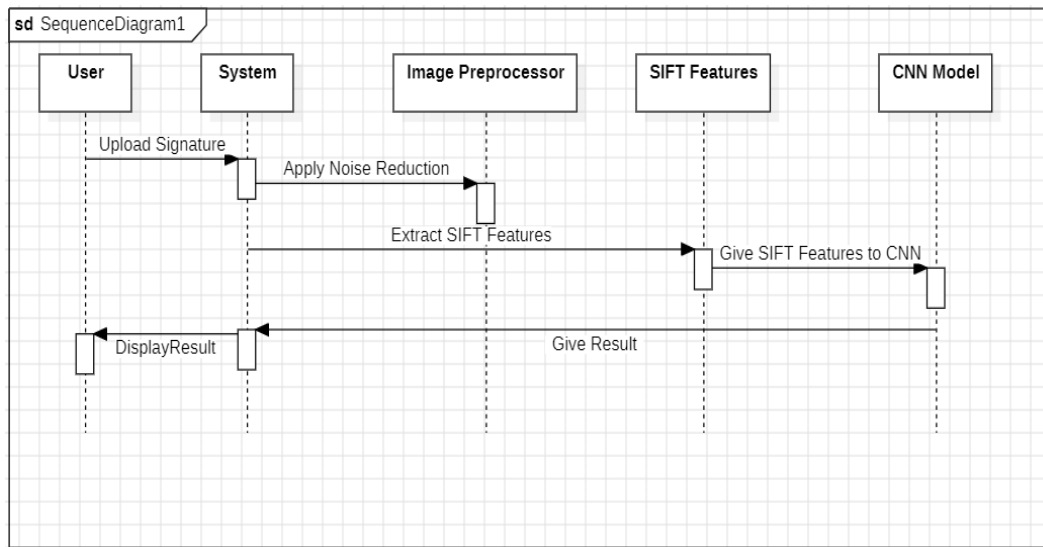 sd SequenceDiagram1
User
System
Image Preprocessor
SIFT Features
CNN Model
Upload Signature
Apply Noise Reduction
Extract SIFT Features
Give SIFT Features to CNN
DisplayResult
Give Result